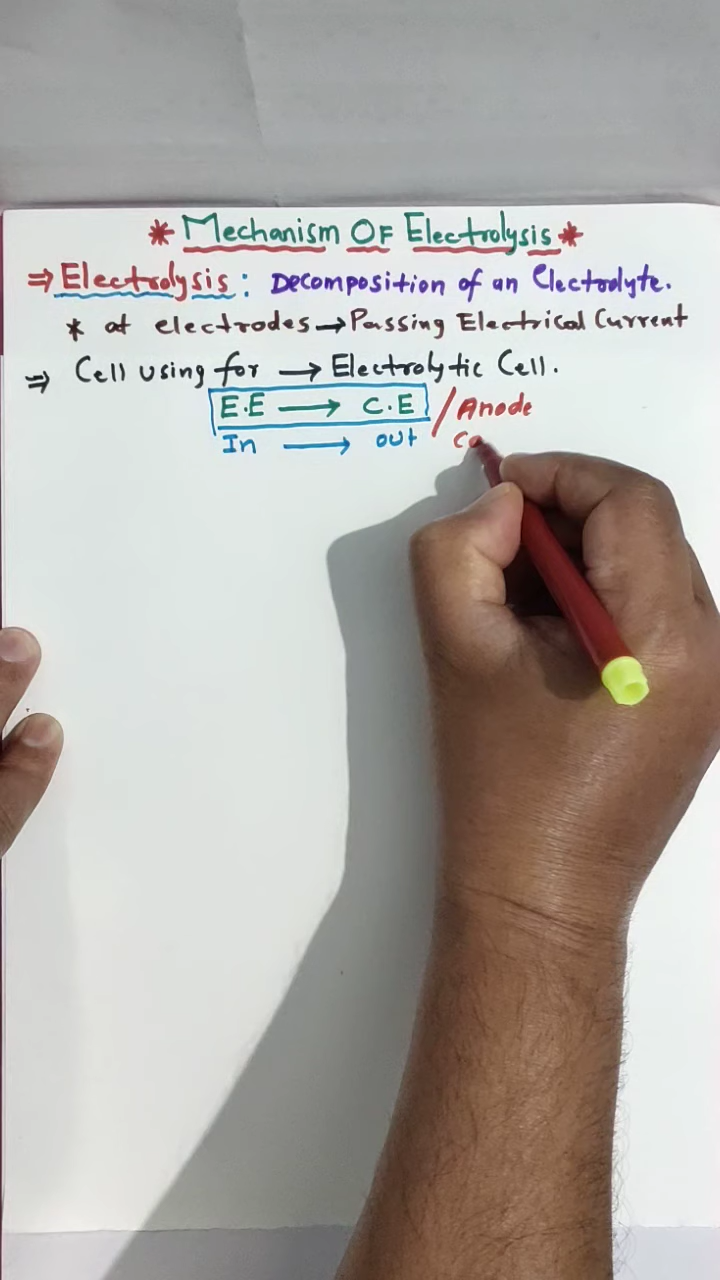 * Mechanism Of Electrolysis *
⇒ Electrolysis: Decomposition of an Electrolyte.
* at electrodes → Passing Electrical Current
⇒ Cell using for → Electrolytic Cell.
E.E → C.E / Anode
In → out